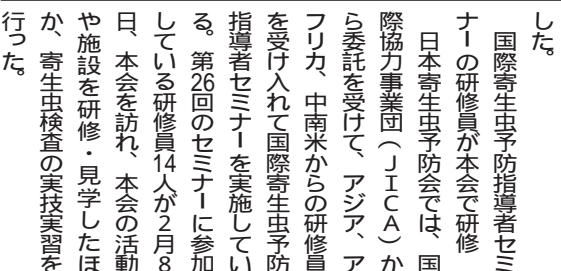 した。
国際寄生虫予防指導者セミ
ナーの研修員が本会で研修
日本寄生虫予防会では、国
際協力事業団(JICA)か
ら委託を受けて、アジア、ア
フリカ、中南米からの研修員
を受け入れて国際寄生虫予防
指導者セミナーを実施してい
る。第26回のセミナーに参加
している研修員14人が2月8
日、本会を訪れ、本会の活動
や施設を研修・見学したほ
か、寄生虫検査の実技実習を
行った。